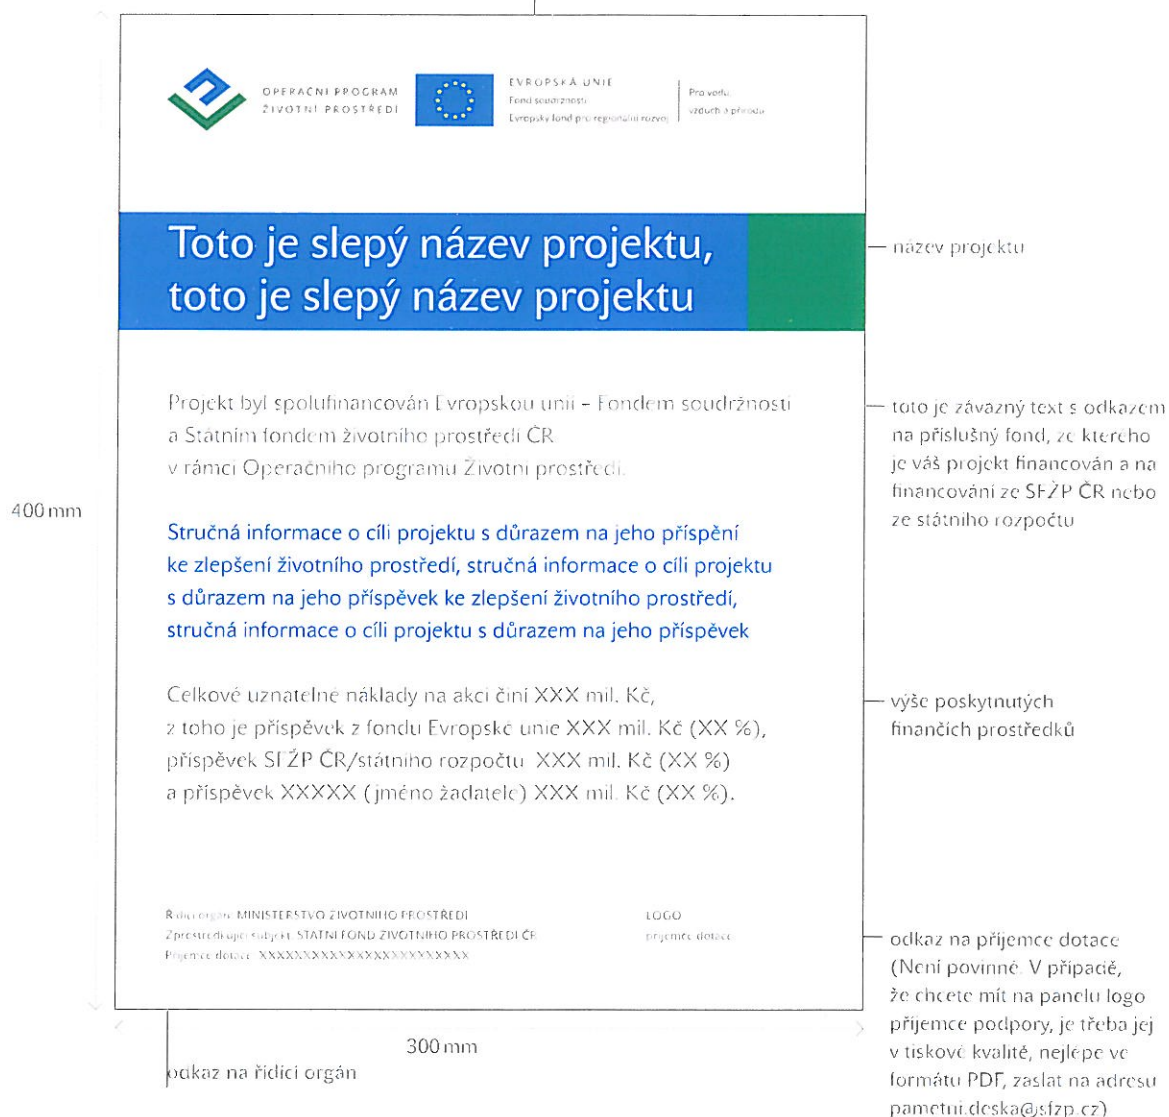 OPERAČNÍ PROGRAM
ŽIVOTNÍ PROSTŘEDÍ
EVROPSKÁ UNIE
Fond soudržnosti
Evropský fond pro regionální rozvoj
Pro vodu,
vzduch a přírodu
Toto je slepý název projektu,
toto je slepý název projektu
název projektu
Projekt byl spolufinancován Evropskou unií – Fondem soudržnosti
a Státním fondem životního prostředí ČR
v rámci Operačního programu Životní prostředí.
toto je závazný text s odkazem
na příslušný fond, ze kterého
je váš projekt financován a na
financování ze SFŽP ČR nebo
ze státního rozpočtu
400 mm
Stručná informace o cíli projektu s důrazem na jeho příspění
ke zlepšení životního prostředí, stručná informace o cíli projektu
s důrazem na jeho příspěvek ke zlepšení životního prostředí,
stručná informace o cíli projektu s důrazem na jeho příspěvek
Celkové uznatelné náklady na akci činí XXX mil. Kč,
z toho je příspěvek z fondu Evropské unie XXX mil. Kč (XX %),
příspěvek SFŽP ČR/státního rozpočtu XXX mil. Kč (XX %)
a příspěvek XXXXX (jméno žadatele) XXX mil. Kč (XX %).
výše poskytnutých
finančích prostředků
Řídící orgán: MINISTERSTVO ŽIVOTNÍHO PROSTŘEDÍ
Zprostředkující subjekt: STÁTNÍ FOND ŽIVOTNÍHO PROSTŘEDÍ ČR
Příjemce dotace: XXXXXXXXXXXXXXXXXXXXXXXX
LOGO
příjemce dotace
odkaz na příjemce dotace
(Není povinné. V případě,
že chcete mít na panelu logo
příjemce podpory, je třeba jej
v tiskové kvalitě, nejlépe ve
formátu PDF, zaslat na adresu
pametni.deska@sfzp.cz)
300 mm
odkaz na řídící orgán